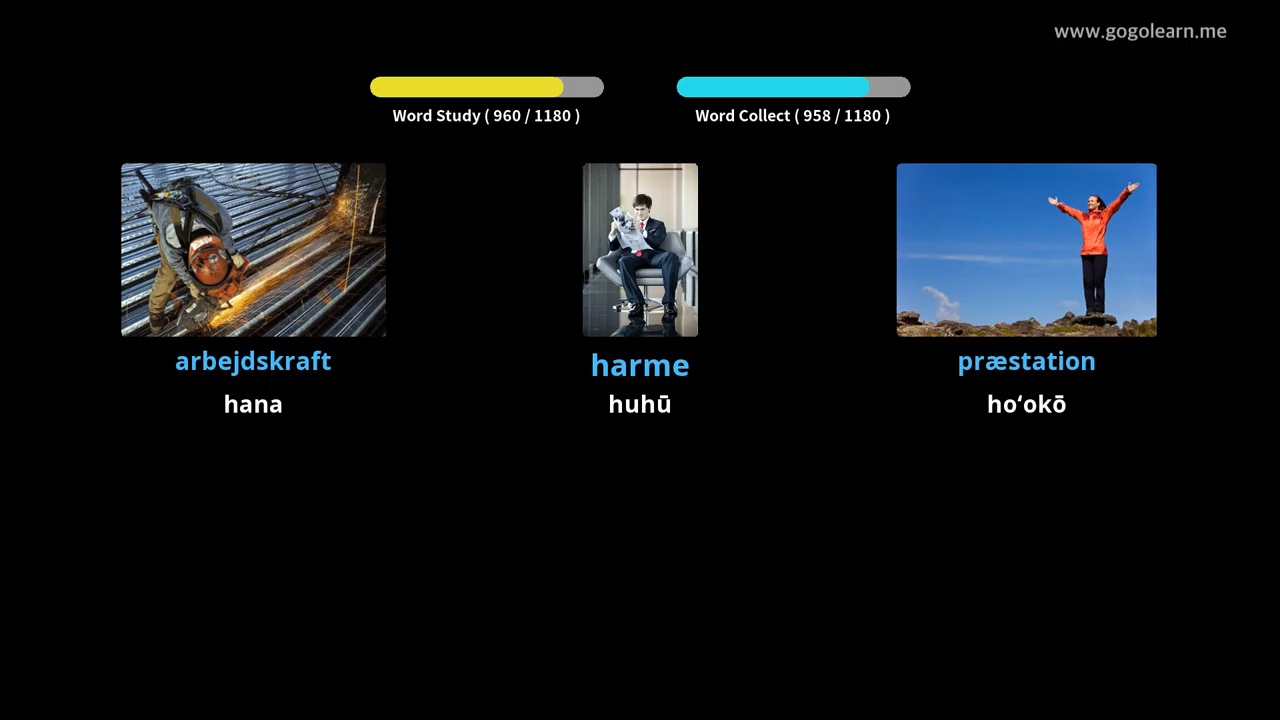 www.gogolearn.me
Word Study ( 960 / 1180 )
Word Collect ( 958 / 1180 )
arbejdskraft
harme
præstation
hana
huhū
hoʻokō